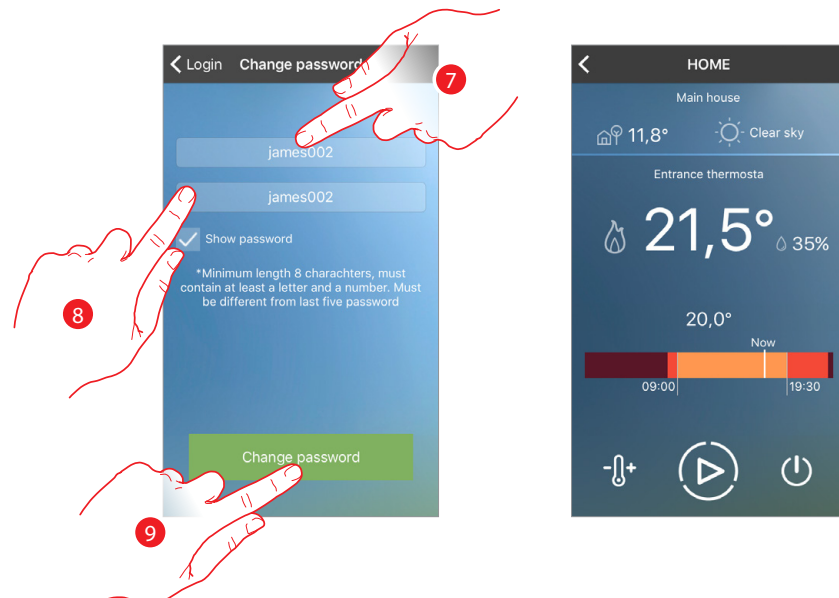 Login Change password
7
james002
james002
Show password
*Minimum length 8 charachters, must
contain at least a letter and a number. Must
be different from last five password
8
Change password
9
HOME
Main house
11,8° Clear sky
Entrance thermosta
21,5° 35%
20,0°
Now
09:00 19:30